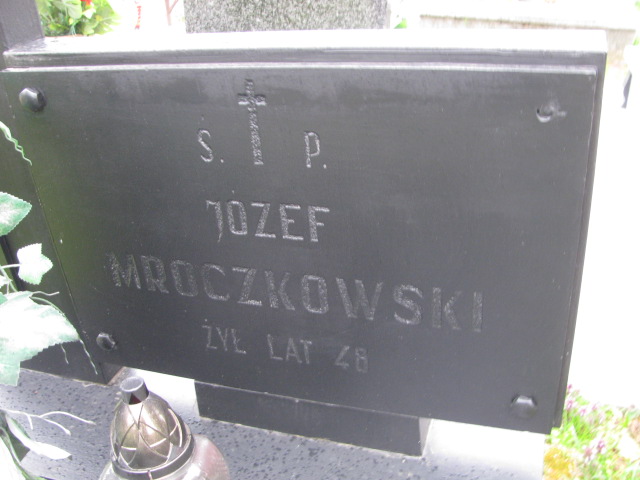 S. P.
JOZEF
MROCZKOWSKI
ŻYŁ LAT 48